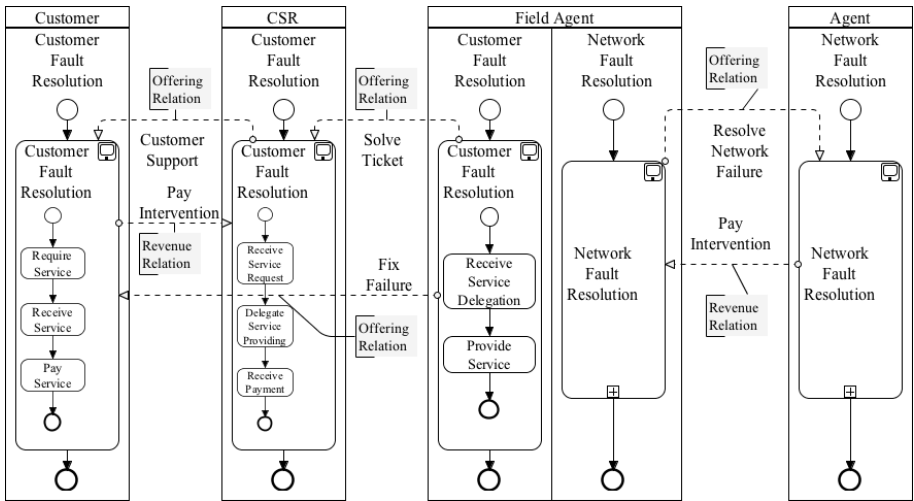 Customer
CSR
Field Agent
Agent
Customer
Fault
Resolution
Customer
Fault
Resolution
Customer
Fault
Resolution
Network
Fault
Resolution
Network
Fault
Resolution
Offering
Relation
Offering
Relation
Offering
Relation
Customer
Support
Solve
Ticket
Resolve
Network
Failure
Customer
Fault
Resolution
Customer
Fault
Resolution
Customer
Fault
Resolution
Pay
Intervention
Revenue
Relation
Pay
Intervention
Revenue
Relation
Fix
Failure
Offering
Relation
Require
Service
Receive
Service
Pay
Service
Receive
Service
Request
Delegate
Service
Providing
Receive
Payment
Receive
Service
Delegation
Provide
Service
Network
Fault
Resolution
Network
Fault
Resolution